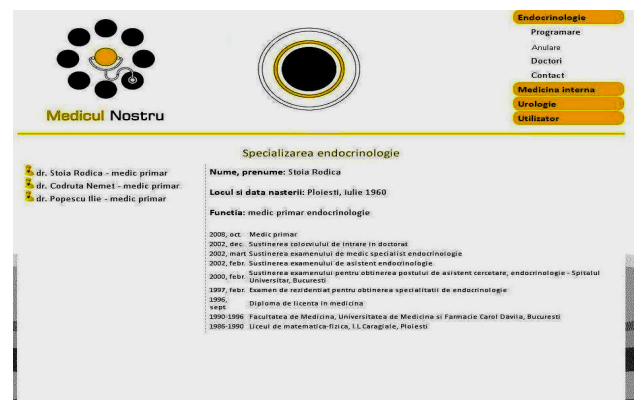 Endocrinologie
Programare
Anulare
Doctori
Contact
Medicina interna
Urologie
Utilizator
Medicul Nostru
Specializarea endocrinologie
dr. Stoia Rodica - medic primar
dr. Codruta Nemet - medic primar
dr. Popescu Ilie - medic primar
Nume, prenume: Stoia Rodica
Locul si data nasterii: Ploiesti, iulie 1960
Functia: medic primar endocrinologie
2008, oct. Medic primar
2002, dec. Sustinerea colocviului de intrare in doctorat
2002, mart Sustinerea examenului de medic specialist endocrinologie
2002, febr. Sustinerea examenului de asistent endocrinologie
2000, febr. Sustinerea examenului pentru obtinerea postului de asistent cercetare, endocrinologie - Spitalul
Universitar, Bucuresti
1997, febr. Examen de rezidentiat pentru obtinerea specialitatii de endocrinologie
1996,
sept. Diploma de licenta in medicina
1990-1996 Facultatea de Medicina, Universitatea de Medicina si Farmacie Carol Davila, Bucuresti
1986-1990 Liceul de matematica-fizica, I.L Caragiale, Ploiesti